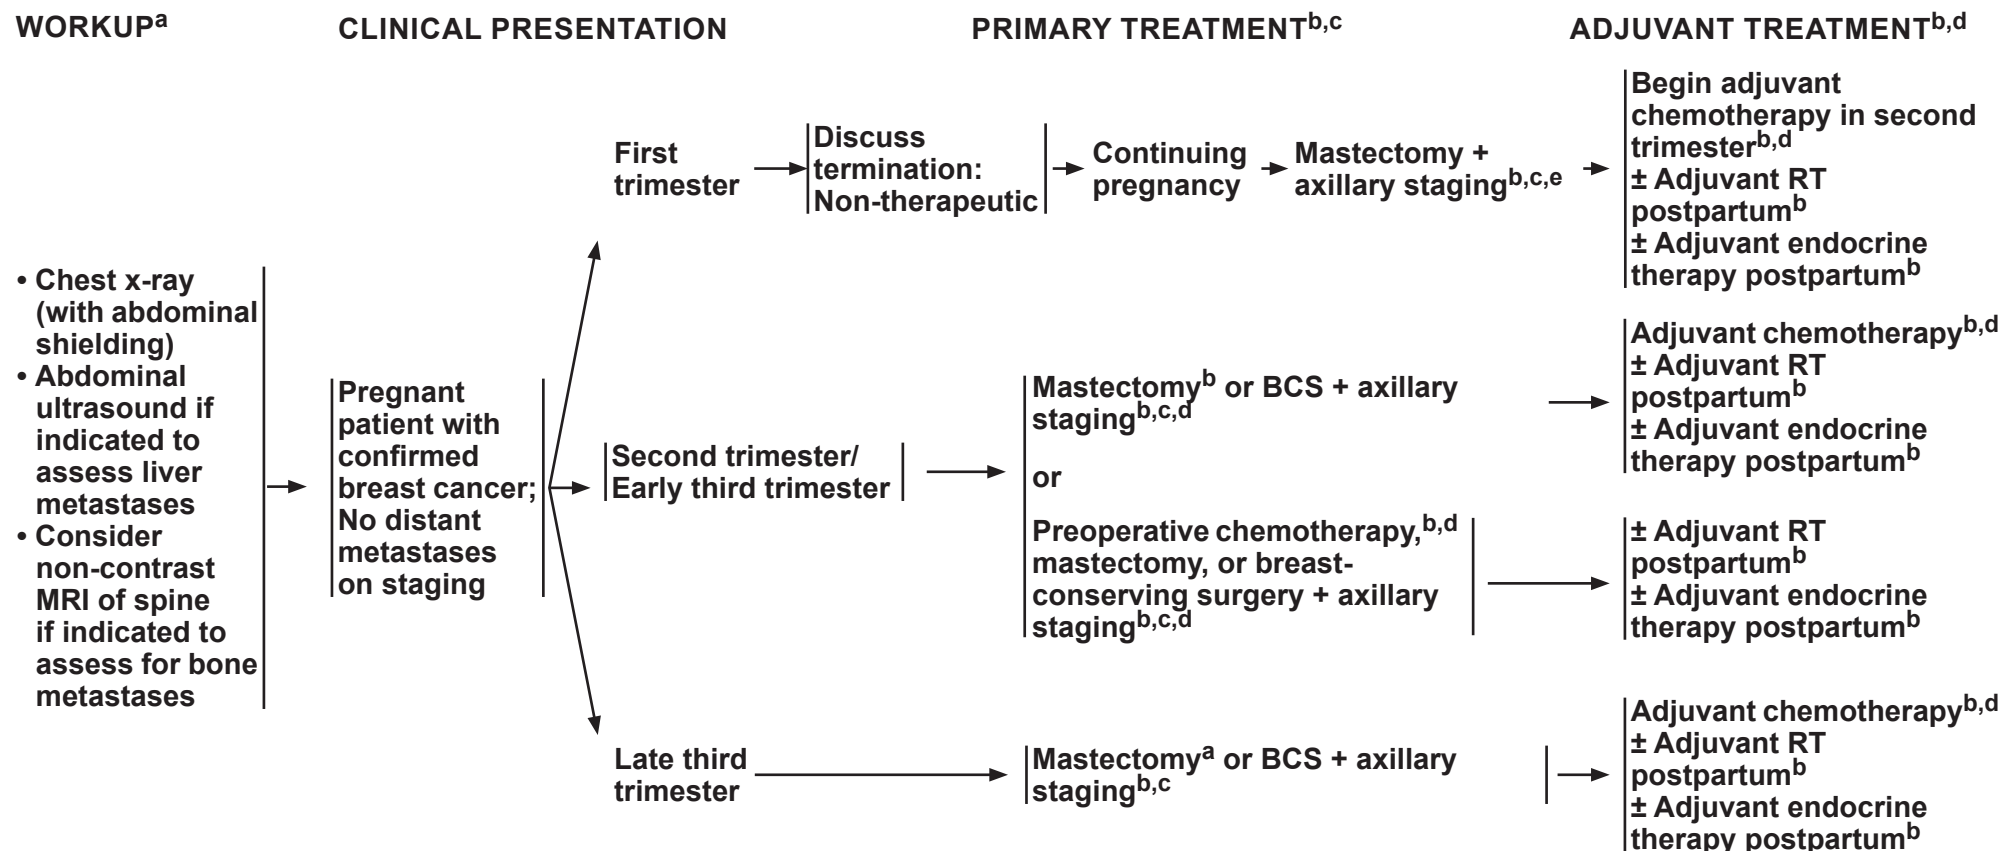 WORKUPa
CLINICAL PRESENTATION
PRIMARY TREATMENTb,c
ADJUVANT TREATMENTb,d
• Chest x-ray
(with abdominal
shielding)
• Abdominal
ultrasound if
indicated to
assess liver
metastases
• Consider
non-contrast
MRI of spine
if indicated to
assess for bone
metastases
Pregnant
patient with
confirmed
breast cancer;
No distant
metastases
on staging
First
trimester
Discuss
termination:
Non-therapeutic
Continuing
pregnancy
Mastectomy +
axillary stagingb,c,e
Begin adjuvant
chemotherapy in second
trimesterb,d
± Adjuvant RT
postpartumb
± Adjuvant endocrine
therapy postpartumb
Second trimester/
Early third trimester
Mastectomyb or BCS + axillary
stagingb,c,d
or
Preoperative chemotherapy,b,d
mastectomy, or breast-
conserving surgery + axillary
stagingb,c,d
Adjuvant chemotherapyb,d
± Adjuvant RT
postpartumb
± Adjuvant endocrine
therapy postpartumb
± Adjuvant RT
postpartumb
± Adjuvant endocrine
therapy postpartumb
Late third
trimester
Mastectomya or BCS + axillary
stagingb,c
Adjuvant chemotherapyb,d
± Adjuvant RT
postpartumb
± Adjuvant endocrine
therapy postpartumb